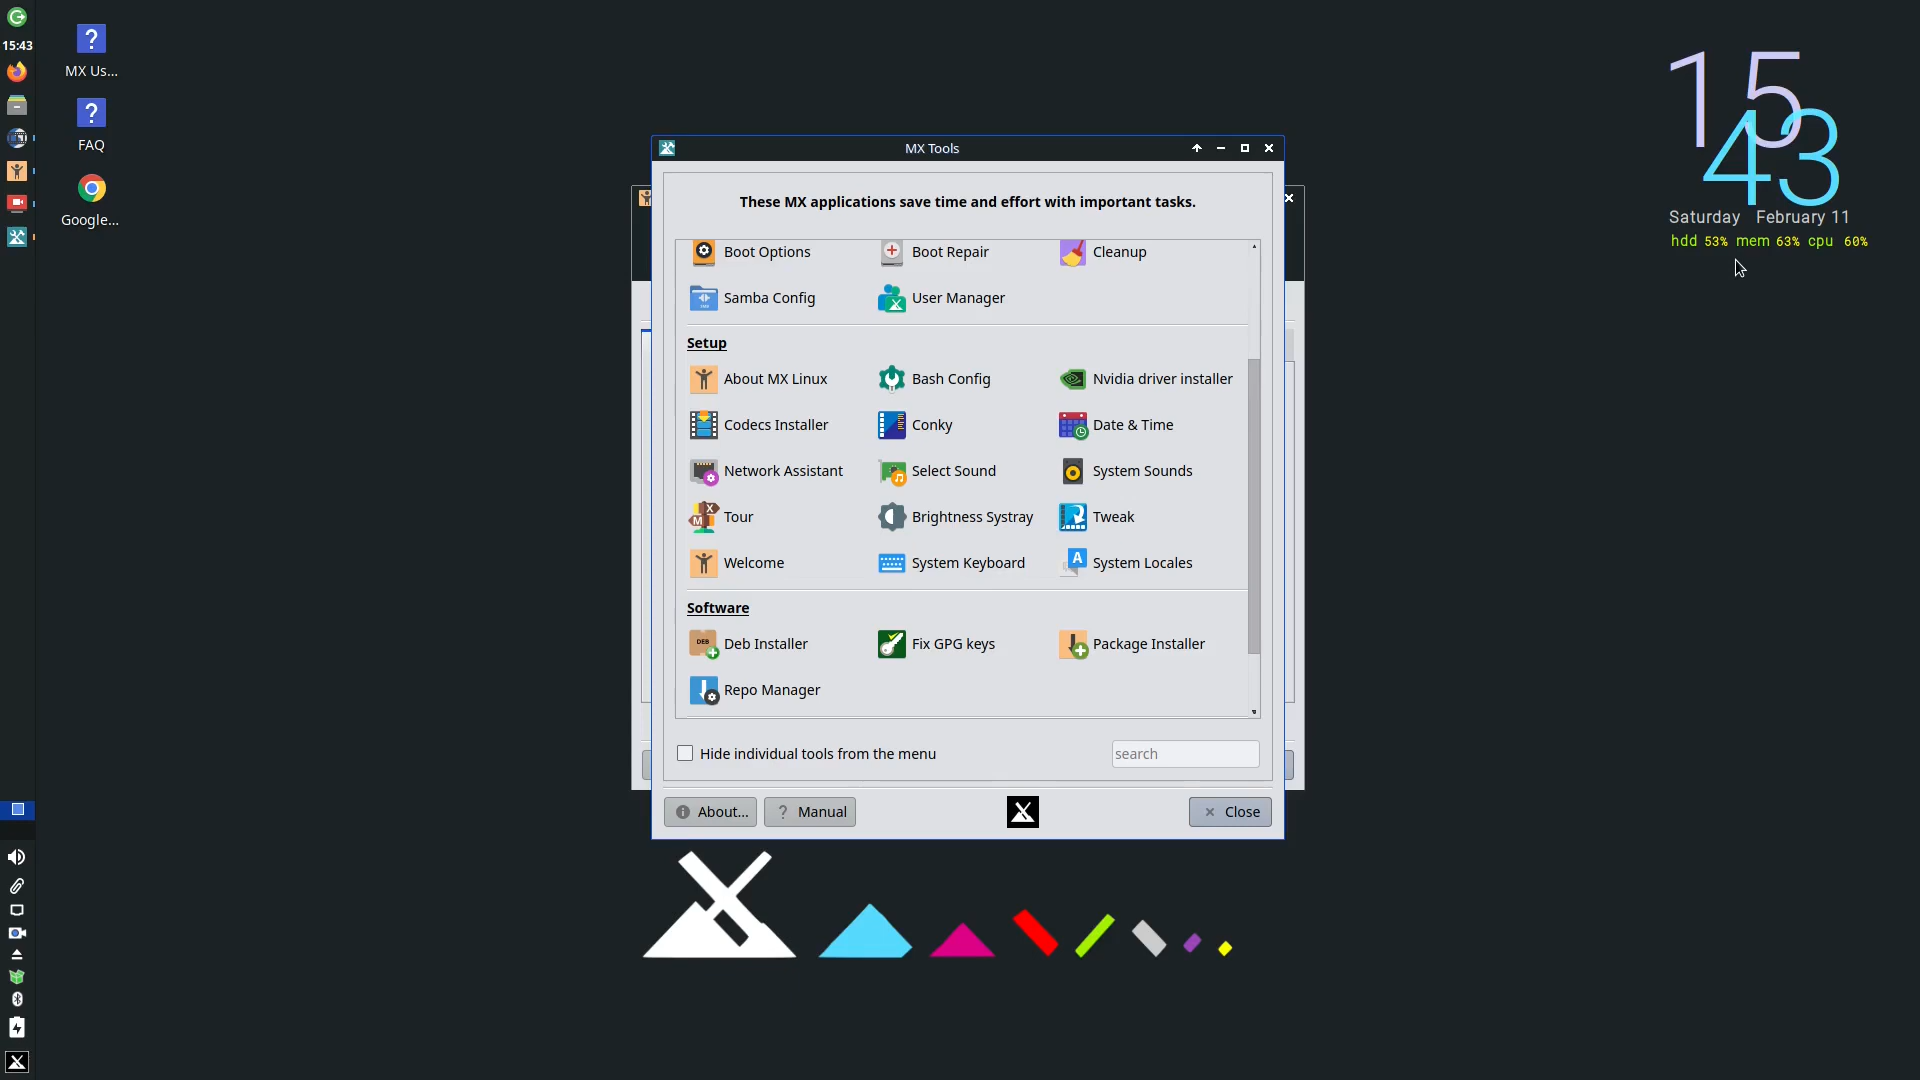 15:43
MX Us...
FAQ
Google...
MX Tools
These MX applications save time and effort with important tasks.
Boot Options
Boot Repair
Cleanup
Samba Config
User Manager
Setup
About MX Linux
Bash Config
Nvidia driver installer
Codecs Installer
Conky
Date & Time
Network Assistant
Select Sound
System Sounds
Tour
Brightness Systray
Tweak
Welcome
System Keyboard
System Locales
Software
Deb Installer
Fix GPG keys
Package Installer
Repo Manager
Hide individual tools from the menu
search
About...
Manual
Close
15
43
Saturday February 11
hdd 53% mem 63% cpu 60%